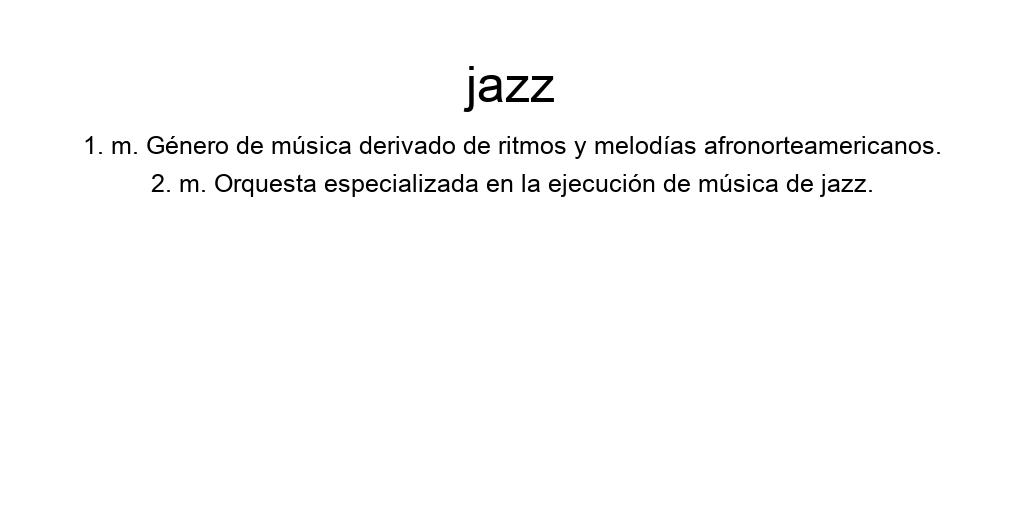 jazz
1. m. Género de música derivado de ritmos y melodías afronorteamericanos.
2. m. Orquesta especializada en la ejecución de música de jazz.